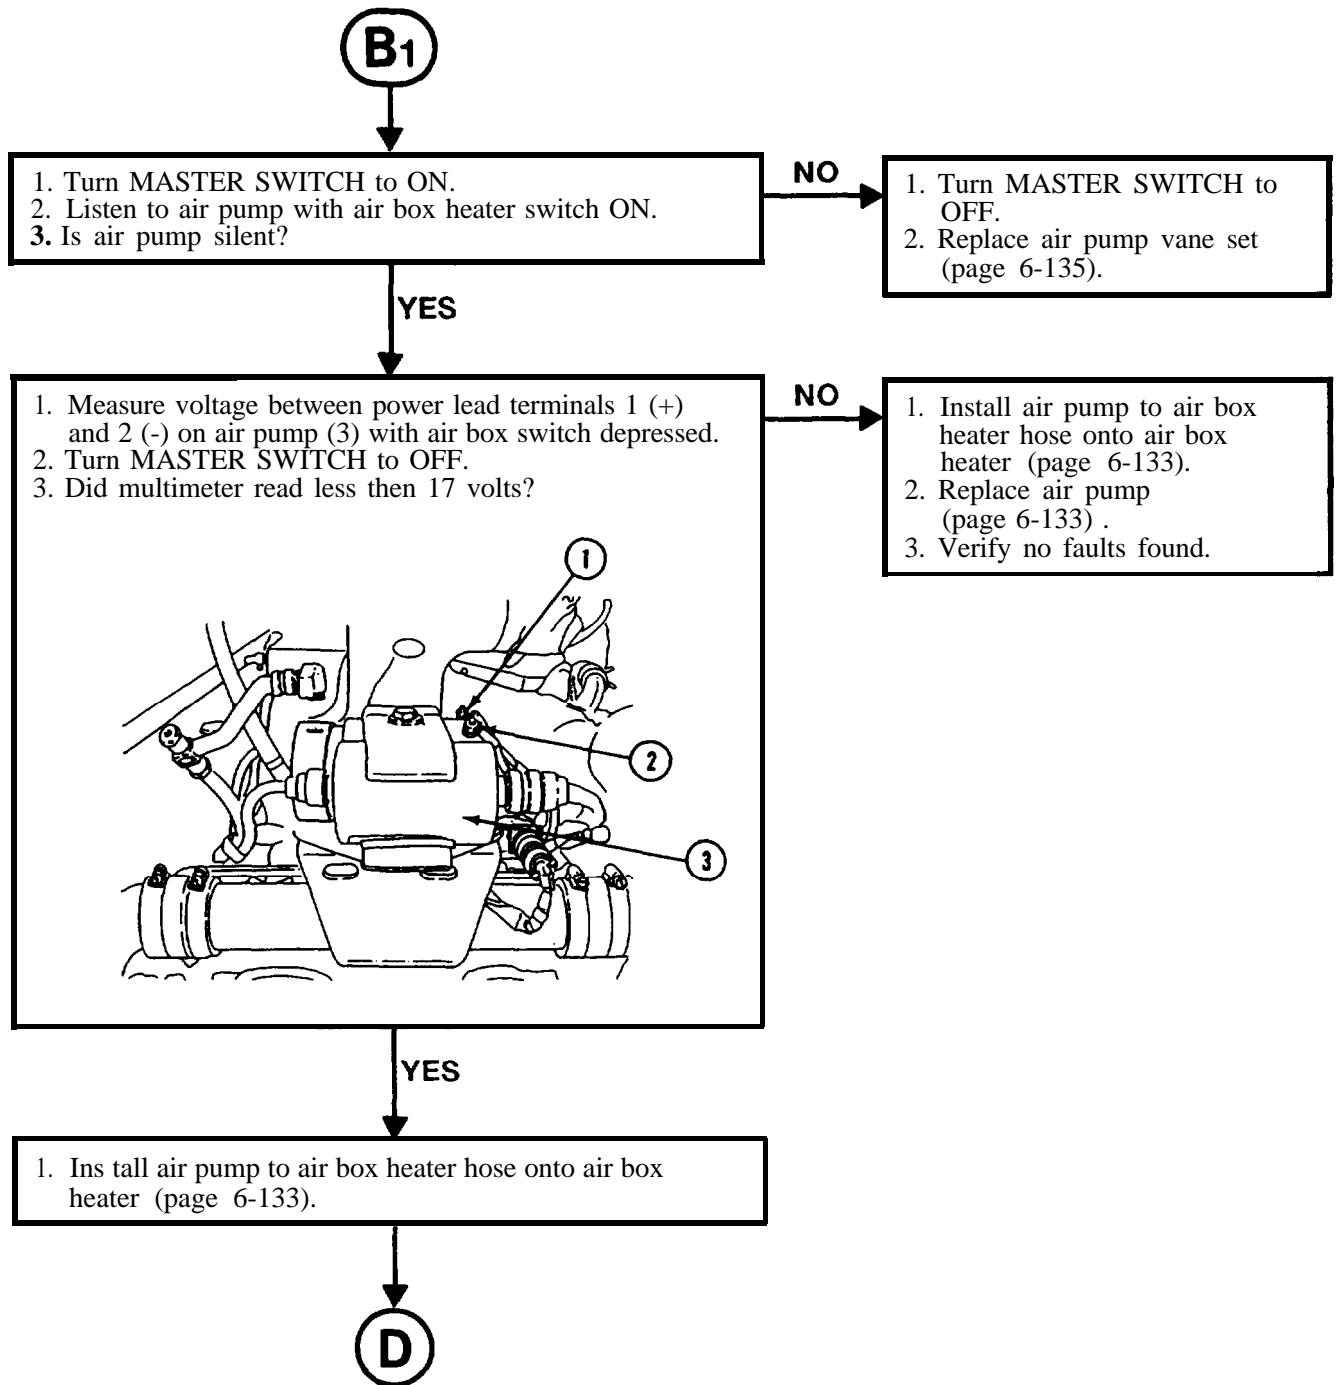 B1
1. Turn MASTER SWITCH to ON.
2. Listen to air pump with air box heater switch ON.
3. Is air pump silent?
NO
1. Turn MASTER SWITCH to
OFF.
2. Replace air pump vane set
(page 6-135).
YES
1. Measure voltage between power lead terminals 1 (+)
and 2 (-) on air pump (3) with air box switch depressed.
2. Turn MASTER SWITCH to OFF.
3. Did multimeter read less then 17 volts?
NO
1. Install air pump to air box
heater hose onto air box
heater (page 6-133).
2. Replace air pump
(page 6-133) .
3. Verify no faults found.
1
2
3
YES
1. Ins tall air pump to air box heater hose onto air box
heater (page 6-133).
D